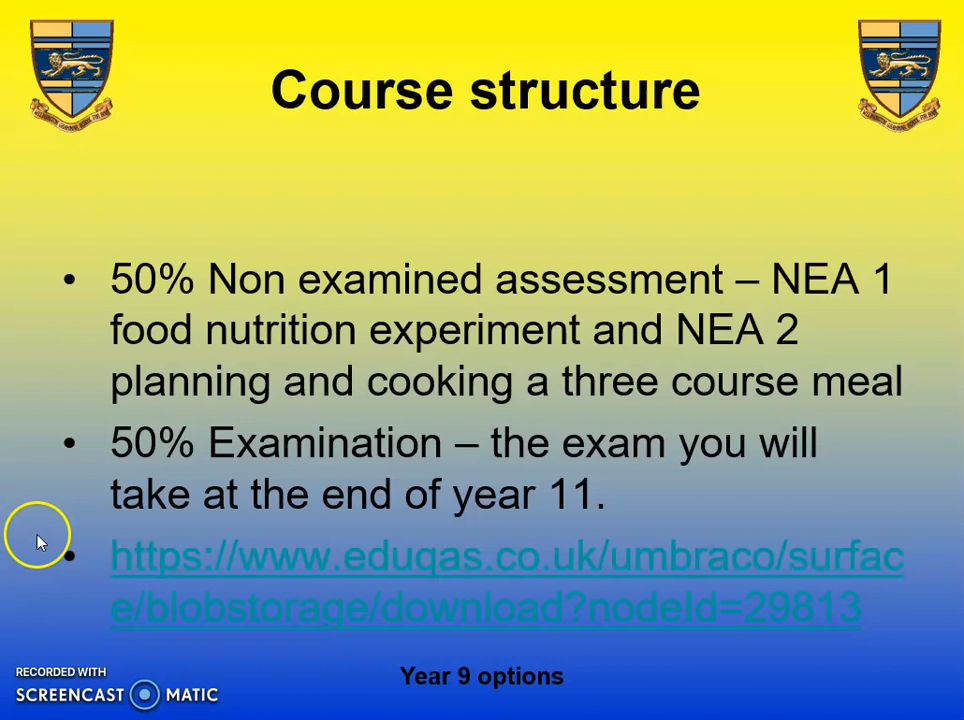 Course structure
• 50% Non examined assessment – NEA 1
food nutrition experiment and NEA 2
planning and cooking a three course meal
• 50% Examination – the exam you will
take at the end of year 11.
• https://www.eduqas.co.uk/umbraco/surfac
e/blobstorage/download?nodeId=29813
Year 9 options
RECORDED WITH
SCREENCAST MATIC